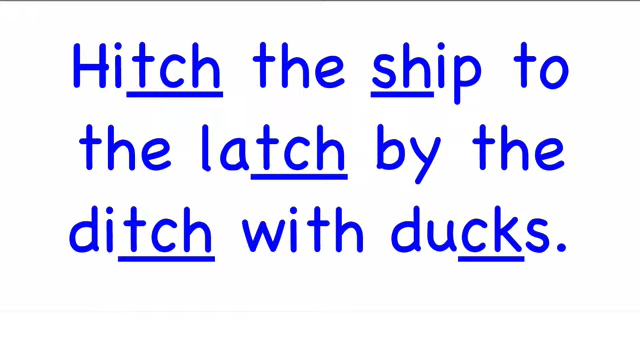 Hitch the ship to
the latch by the
ditch with ducks.